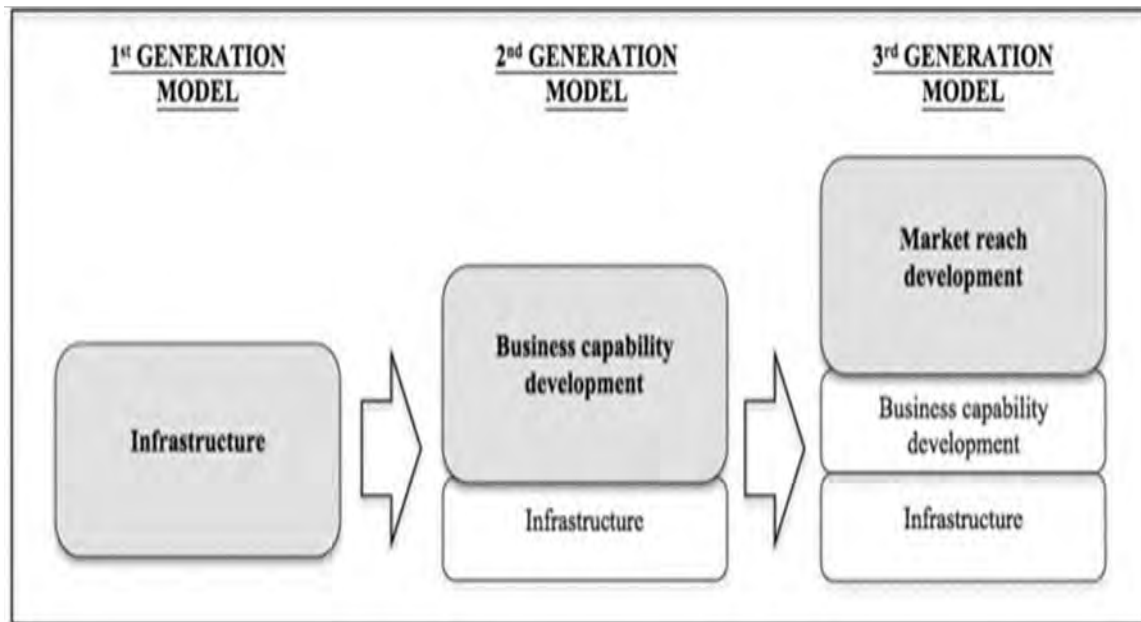 1st GENERATION
MODEL
2nd GENERATION
MODEL
3rd GENERATION
MODEL
Infrastructure
Business capability
development
Infrastructure
Market reach
development
Business capability
development
Infrastructure